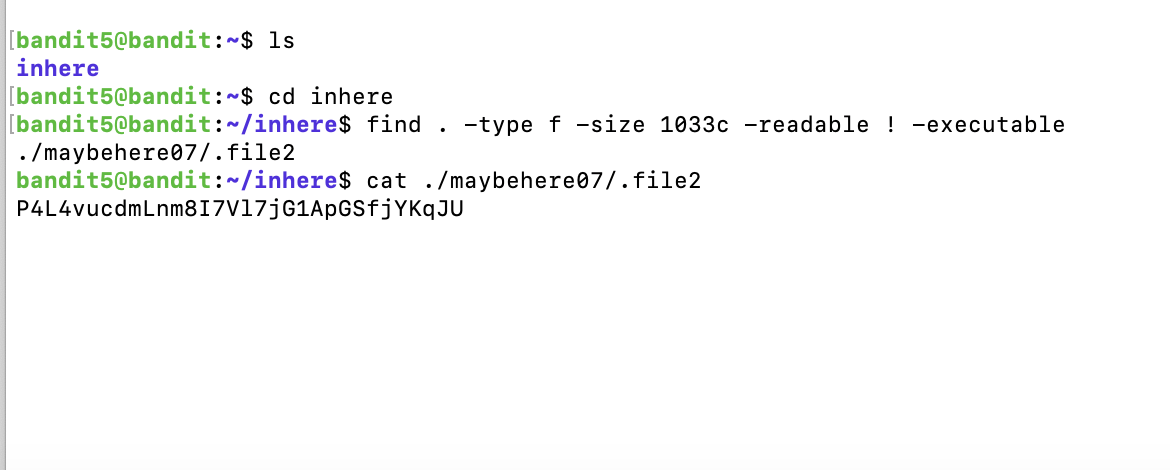 [bandit5@bandit:~$ ls
inhere
[bandit5@bandit:~$ cd inhere
[bandit5@bandit:~/inhere$ find . -type f -size 1033c -readable ! -executable
./maybehere07/.file2
bandit5@bandit:~/inhere$ cat ./maybehere07/.file2
P4L4vucdmLnm8I7Vl7jG1ApGSfjYKqJU